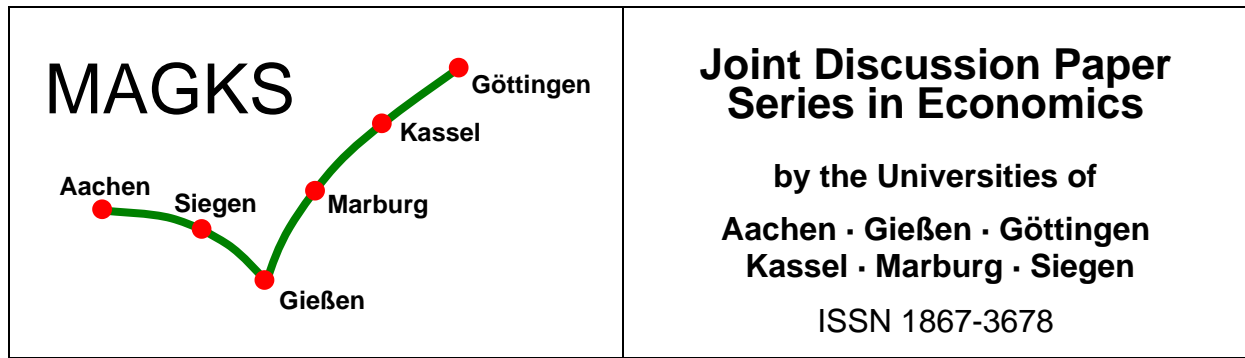 MAGKS
Göttingen
Kassel
Marburg
Aachen
Siegen
Gießen
Joint Discussion Paper
Series in Economics
by the Universities of
Aachen · Gießen · Göttingen
Kassel · Marburg · Siegen
ISSN 1867-3678